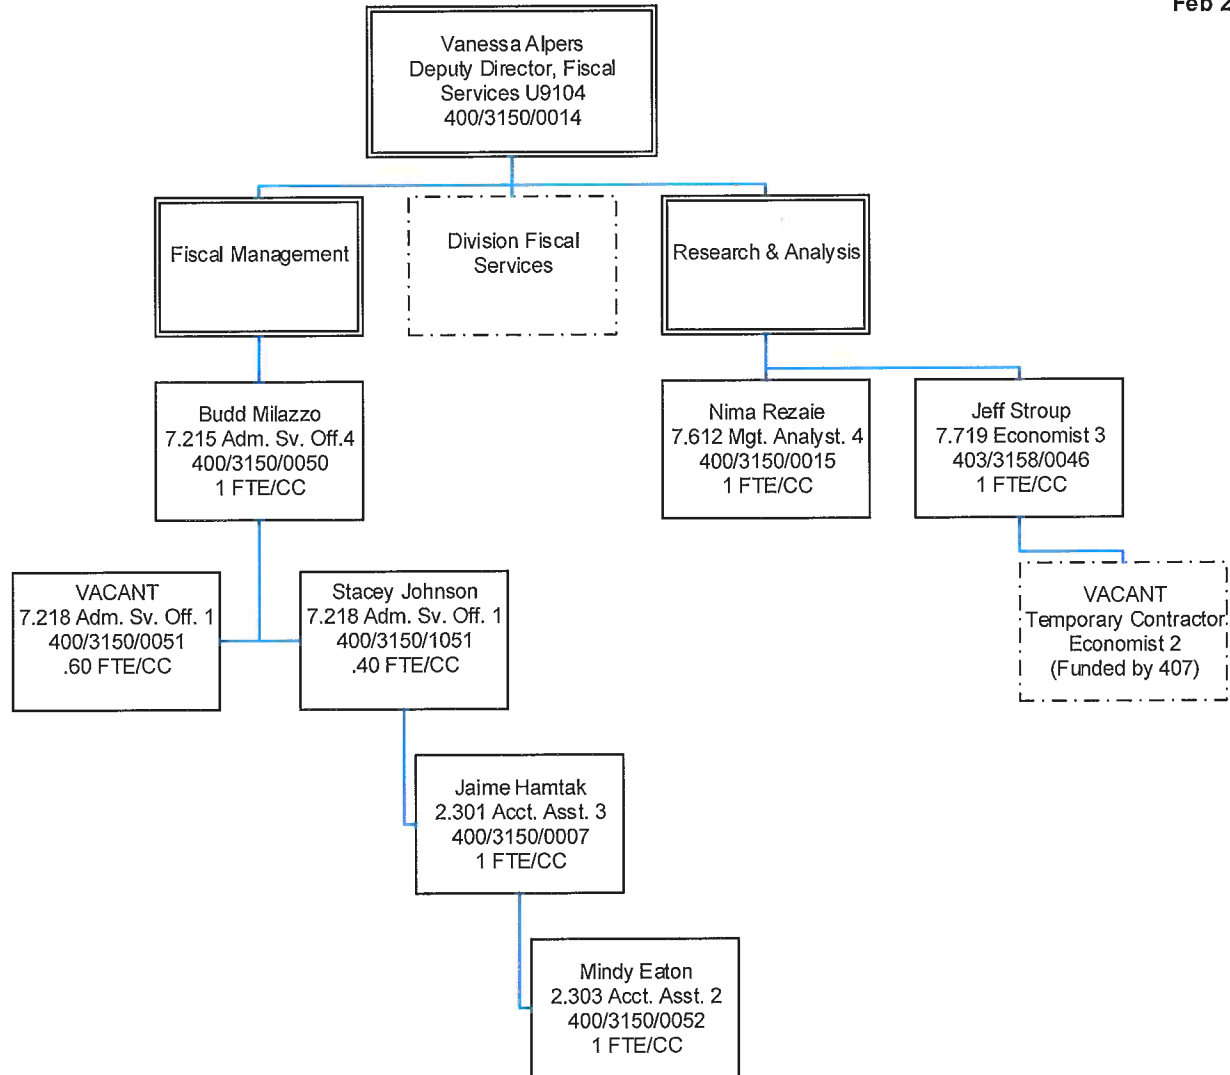 Feb 2
Vanessa Alpers
Deputy Director, Fiscal
Services U9104
400/3150/0014
Fiscal Management
Division Fiscal
Services
Research & Analysis
Budd Milazzo
7.215 Adm. Sv. Off.4
400/3150/0050
1 FTE/CC
Nima Rezaie
7.612 Mgt. Analyst. 4
400/3150/0015
1 FTE/CC
Jeff Stroup
7.719 Economist 3
403/3158/0046
1 FTE/CC
VACANT
7.218 Adm. Sv. Off. 1
400/3150/0051
.60 FTE/CC
Stacey Johnson
7.218 Adm. Sv. Off. 1
400/3150/1051
.40 FTE/CC
VACANT
Temporary Contractor
Economist 2
(Funded by 407)
Jaime Hamtak
2.301 Acct. Asst. 3
400/3150/0007
1 FTE/CC
Mindy Eaton
2.303 Acct. Asst. 2
400/3150/0052
1 FTE/CC